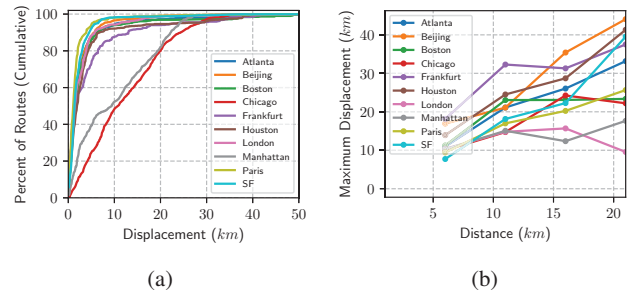 Percent of Routes (Cumulative)
100
80
60
40
20
0
Atlanta
Beijing
Boston
Chicago
Frankfurt
Houston
London
Manhattan
Paris
SF
0 10 20 30 40 50
Displacement (km)
(a)
Maximum Displacement (km)
40
30
20
10
0
Atlanta
Beijing
Boston
Chicago
Frankfurt
Houston
London
Manhattan
Paris
SF
5 10 15 20
Distance (km)
(b)